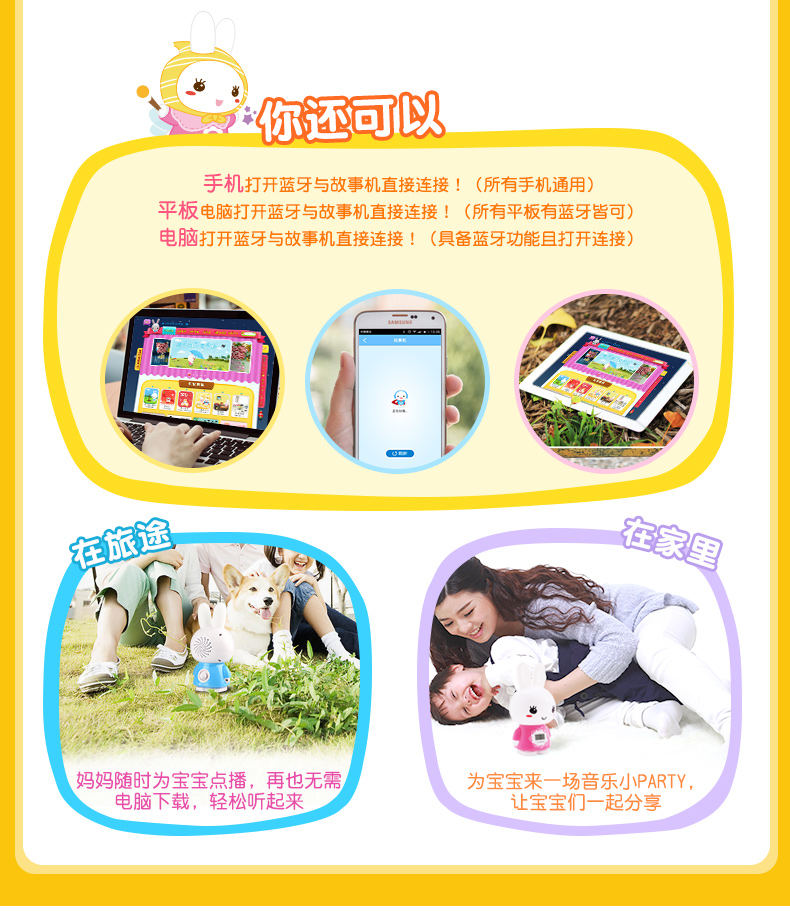 你还可以
手机打开蓝牙与故事机直接连接！（所有手机通用）
平板电脑打开蓝牙与故事机直接连接！（所有平板有蓝牙皆可）
电脑打开蓝牙与故事机直接连接！（具备蓝牙功能且打开连接）
SAMSUNG
在旅途
在家里
妈妈随时为宝宝点播，再也无需
电脑下载，轻松听起来
为宝宝来一场音乐小PARTY，
让宝宝们一起分享